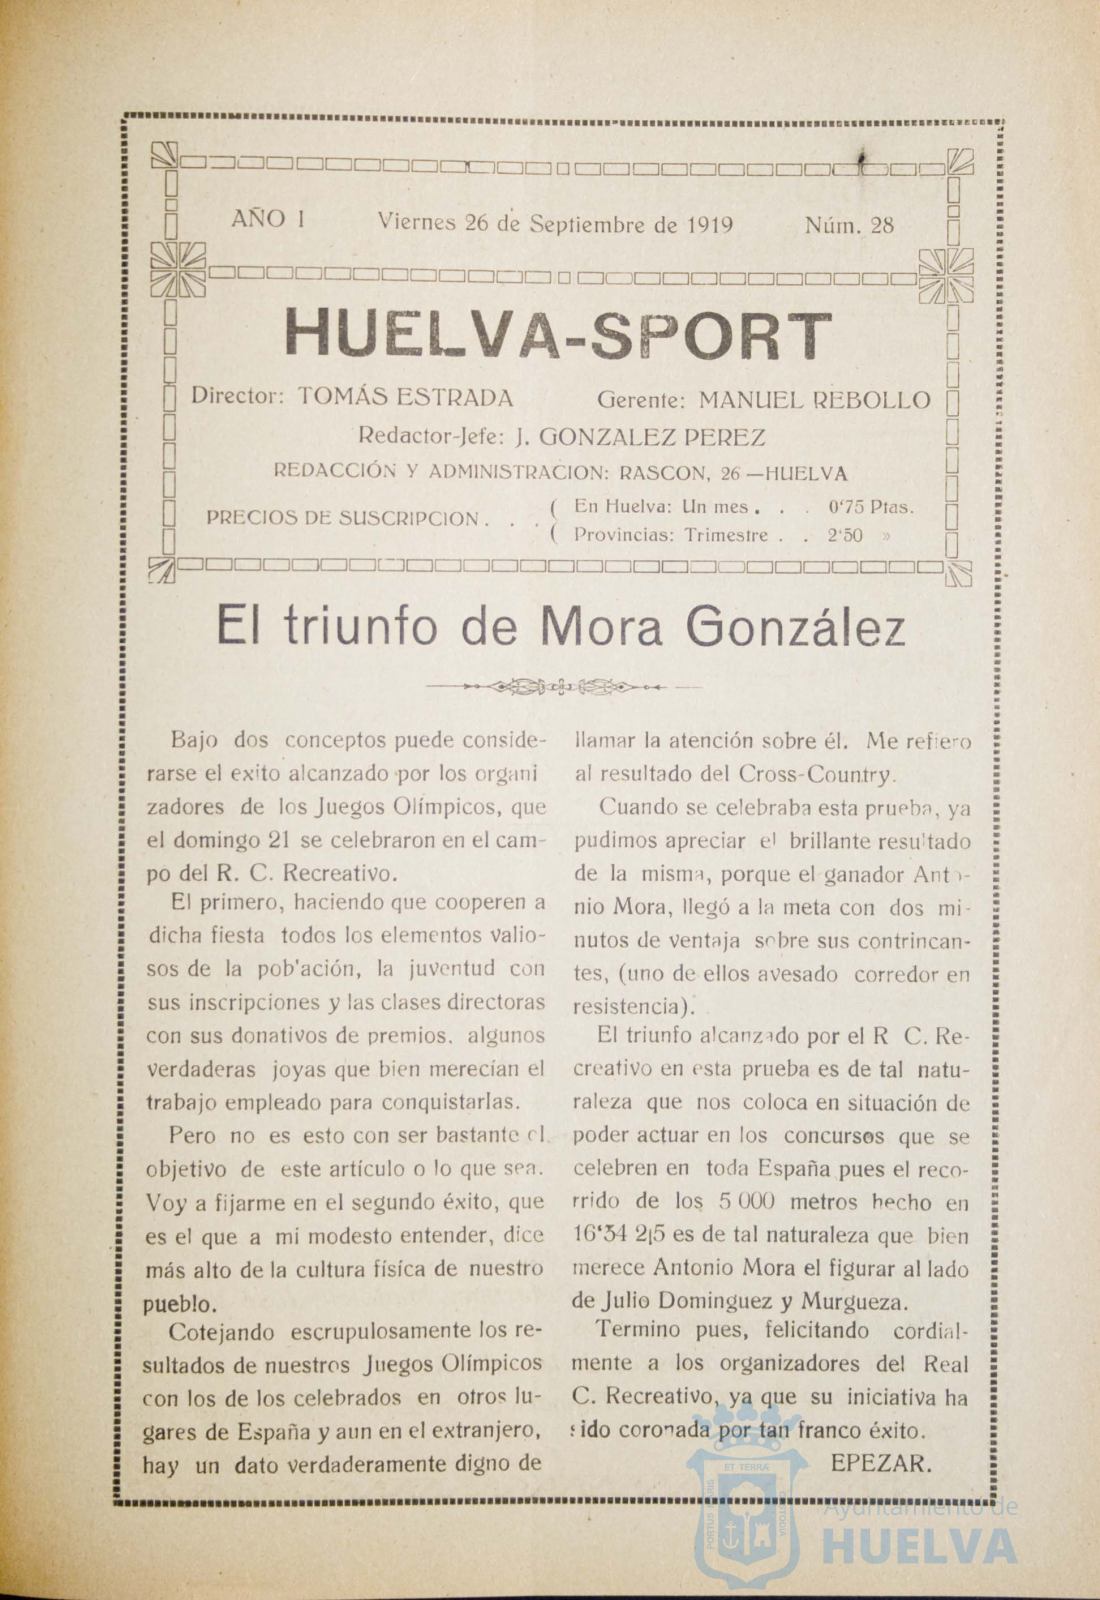 AÑO I Viernes 26 de Septiembre de 1919 Núm. 28
HUELVA-SPORT
Director: TOMÁS ESTRADA Gerente: MANUEL REBOLLO
Redactor-Jefe: J. GONZALEZ PEREZ
REDACCIÓN Y ADMINISTRACION: RASCON, 26 —HUELVA
PRECIOS DE SUSCRIPCION . . . ( En Huelva: Un mes . . . 0‘75 Ptas.
( Provincias: Trimestre . . 2‘50 »
El triunfo de Mora González
Bajo dos conceptos puede conside-
rarse el exito alcanzado por los organi
zadores de los Juegos Olímpicos, que
el domingo 21 se celebraron en el cam-
po del R. C. Recreativo.
El primero, haciendo que cooperen a
dicha fiesta todos los elementos valio-
sos de la pob'ación, la juventud con
sus inscripciones y las clases directoras
con sus donativos de premios. algunos
verdaderas joyas que bien merecían el
trabajo empleado para conquistarlas.
Pero no es esto con ser bastante el
objetivo de este artículo o lo que sea.
Voy a fijarme en el segundo éxito, que
es el que a mi modesto entender, dice
más alto de la cultura física de nuestro
pueblo.
Cotejando escrupulosamente los re-
sultados de nuestros Juegos Olímpicos
con los de los celebrados en otros lu-
gares de España y aun en el extranjero,
hay un dato verdaderamente digno de
llamar la atención sobre él. Me refiero
al resultado del Cross-Country.
Cuando se celebraba esta prueba, ya
pudimos apreciar el brillante resultado
de la misma, porque el ganador Anto-
nio Mora, llegó a la meta con dos mi-
nutos de ventaja sobre sus contrincan-
tes, (uno de ellos avesado corredor en
resistencia).
El triunfo alcanzado por el R C. Re-
creativo en esta prueba es de tal natu-
raleza que nos coloca en situación de
poder actuar en los concursos que se
celebren en toda España pues el reco-
rrido de los 5 000 metros hecho en
16‘34 2¡5 es de tal naturaleza que bien
merece Antonio Mora el figurar al lado
de Julio Dominguez y Murgueza.
Termino pues, felicitando cordial-
mente a los organizadores del Real
C. Recreativo, ya que su iniciativa ha
sido coronada por tan franco éxito.
EPEZAR.
PORTUS MARIS ET TERRA CUSTODIA
Ayuntamiento de
HUELVA